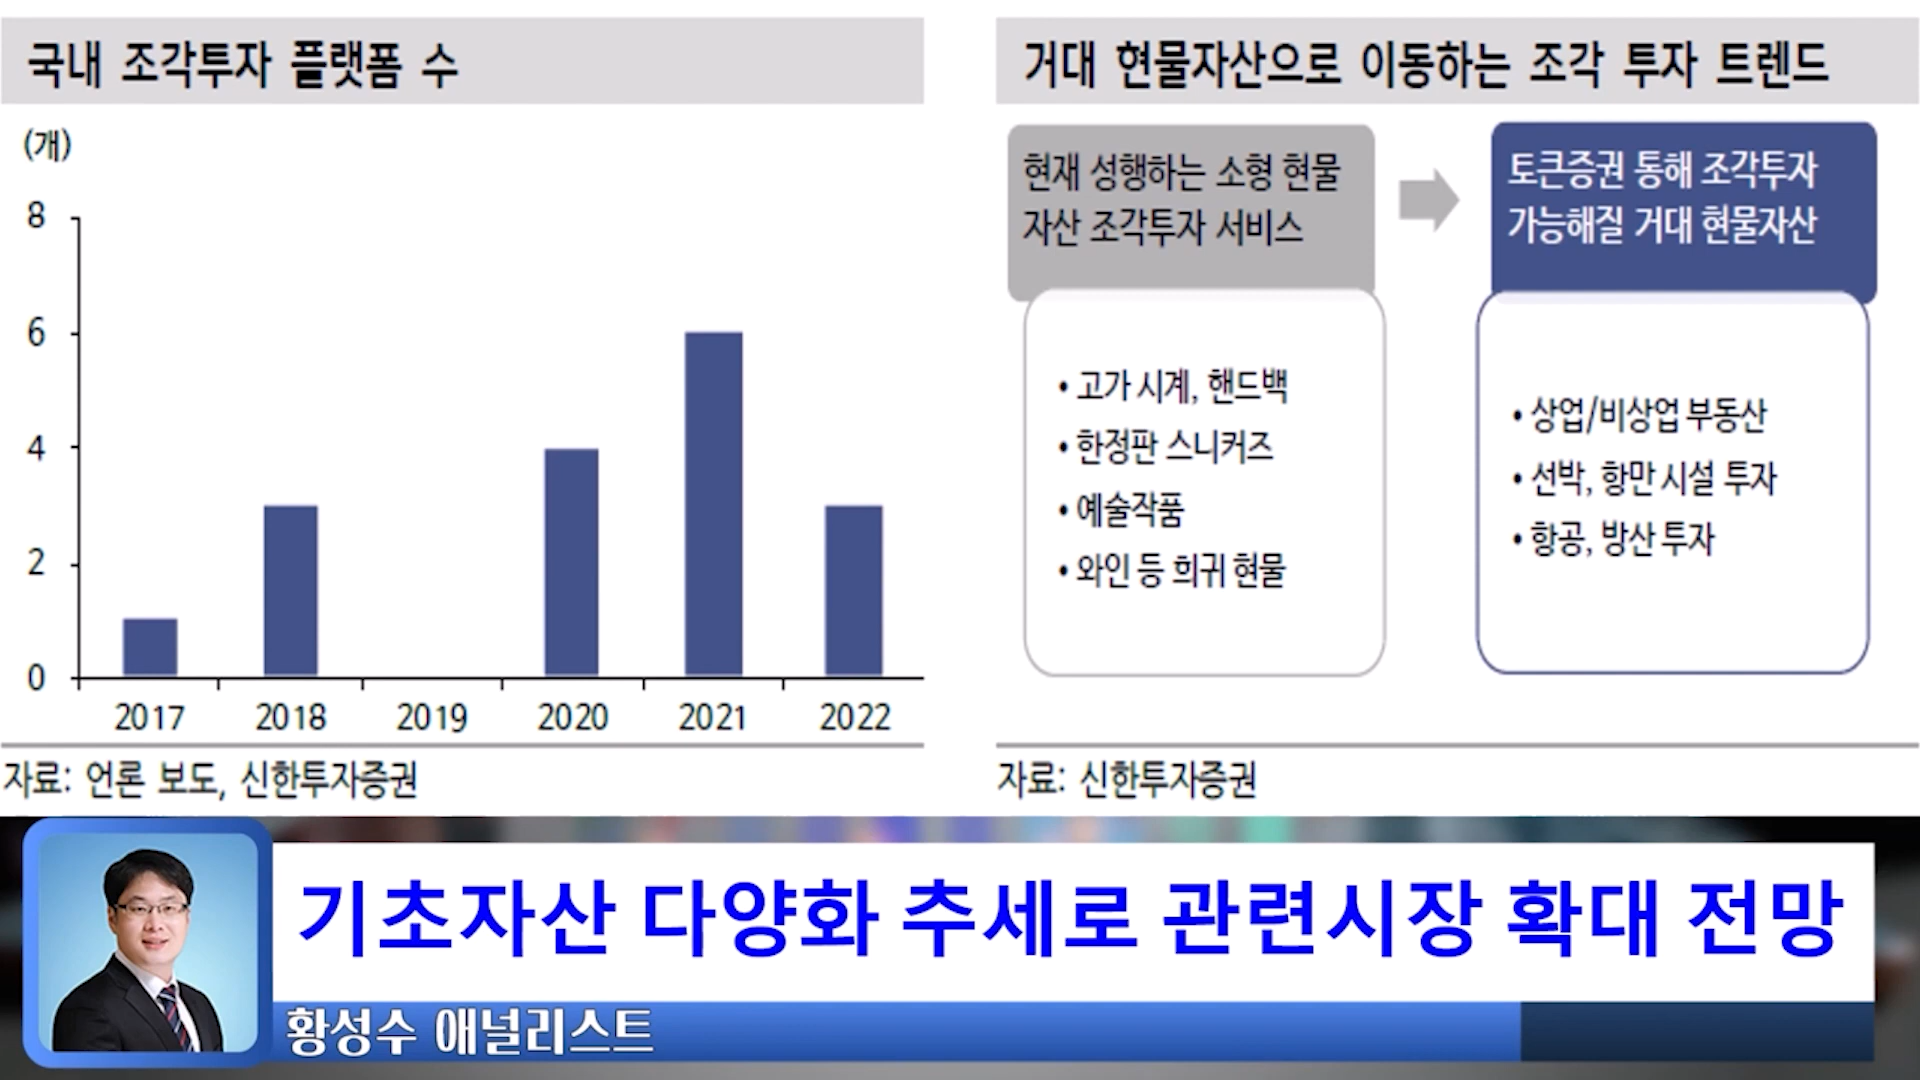 국내 조각투자 플랫폼 수
(개)
8
6
4
2
0
2017 2018 2019 2020 2021 2022
자료: 언론 보도, 신한투자증권
거대 현물자산으로 이동하는 조각 투자 트렌드
현재 성행하는 소형 현물
자산 조각투자 서비스
• 고가 시계, 핸드백
• 한정판 스니커즈
• 예술작품
• 와인 등 희귀 현물
토큰증권 통해 조각투자
가능해질 거대 현물자산
• 상업/비상업 부동산
• 선박, 항만 시설 투자
• 항공, 방산 투자
자료: 신한투자증권
기초자산 다양화 추세로 관련시장 확대 전망
황성수 애널리스트